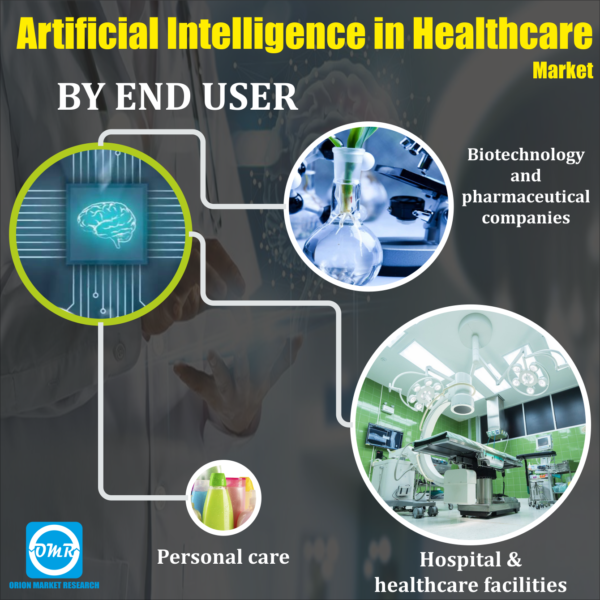 Artificial Intelligence in Healthcare
Market
BY END USER
Biotechnology
and
pharmaceutical
companies
Personal care
Hospital &
healthcare facilities
OMR
ORION MARKET RESEARCH